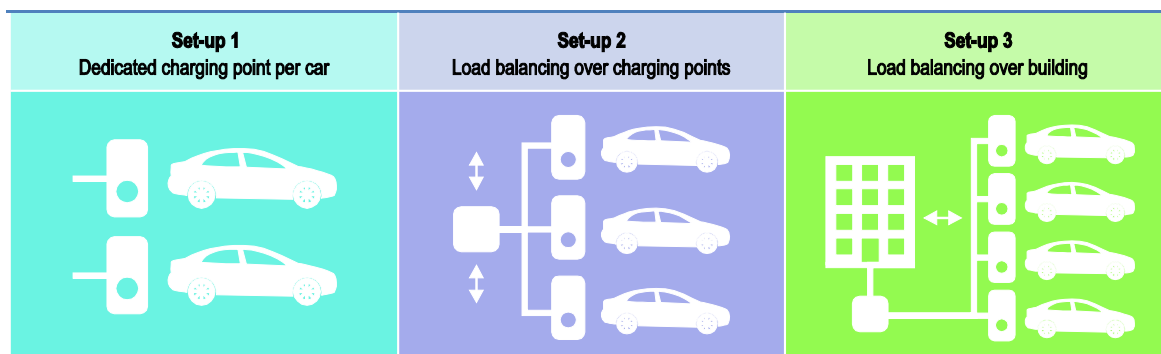 Set-up 1
Dedicated charging point per car
Set-up 2
Load balancing over charging points
Set-up 3
Load balancing over building